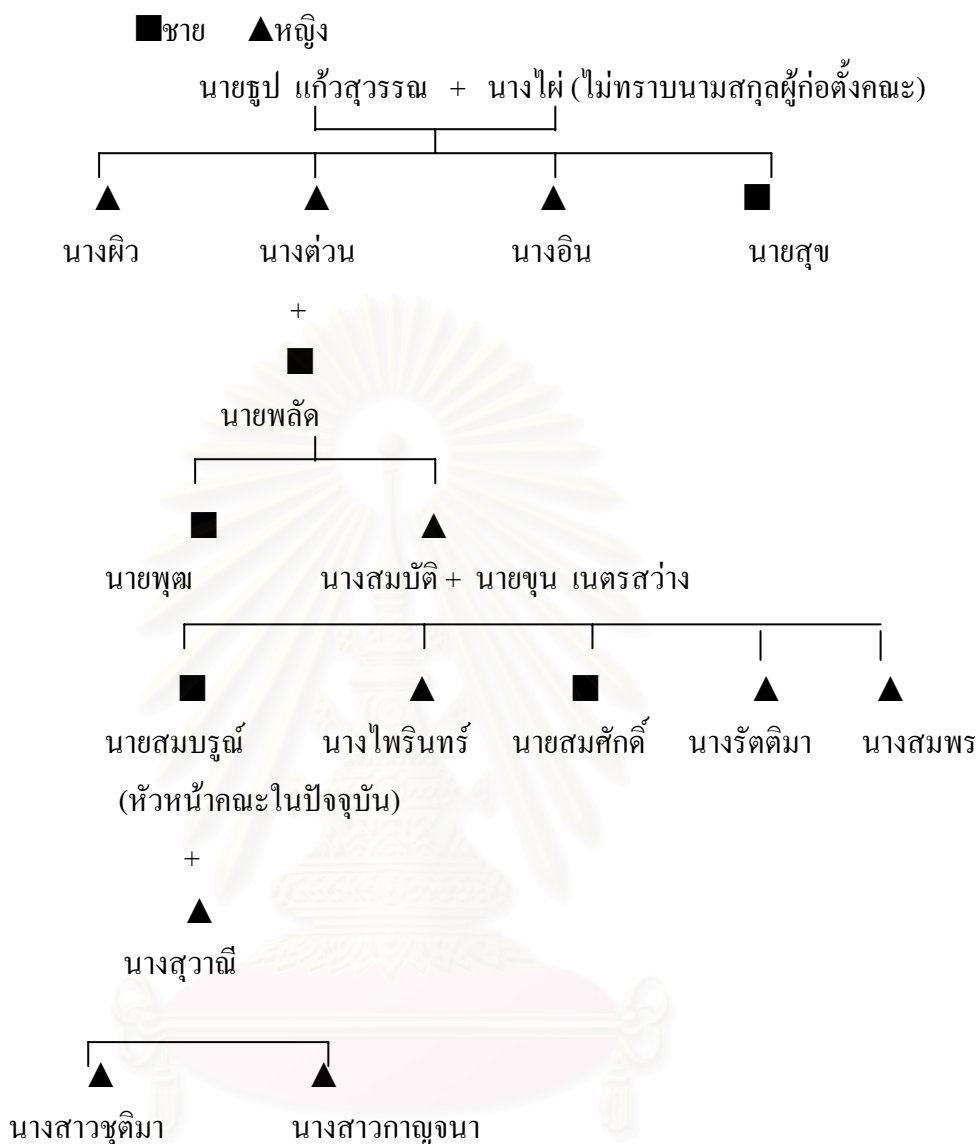 ■ชาย ▲หญิง
นายธูป แก้วสุวรรณ + นางไผ่ (ไม่ทราบนามสกุลผู้ก่อตั้งคณะ)
นางผิว นางต่วน นางอิน นายสุข
+
นายพลัด
นายพุฒ นางสมบัติ + นายขุน เนตรสว่าง
นายสมบรูณ์ นางไพรินทร์ นายสมศักดิ์ นางรัตติมา นางสมพร
(หัวหน้าคณะในปัจจุบัน)
+
นางสุวาณี
นางสาวชุติมา นางสาวกาญจนา